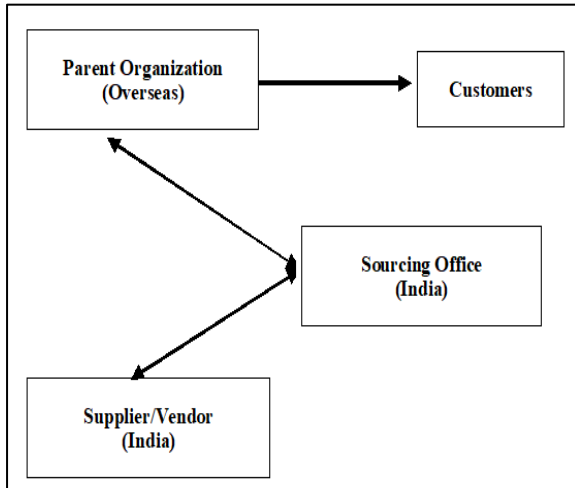 Parent Organization
(Overseas)
Customers
Sourcing Office
(India)
Supplier/Vendor
(India)